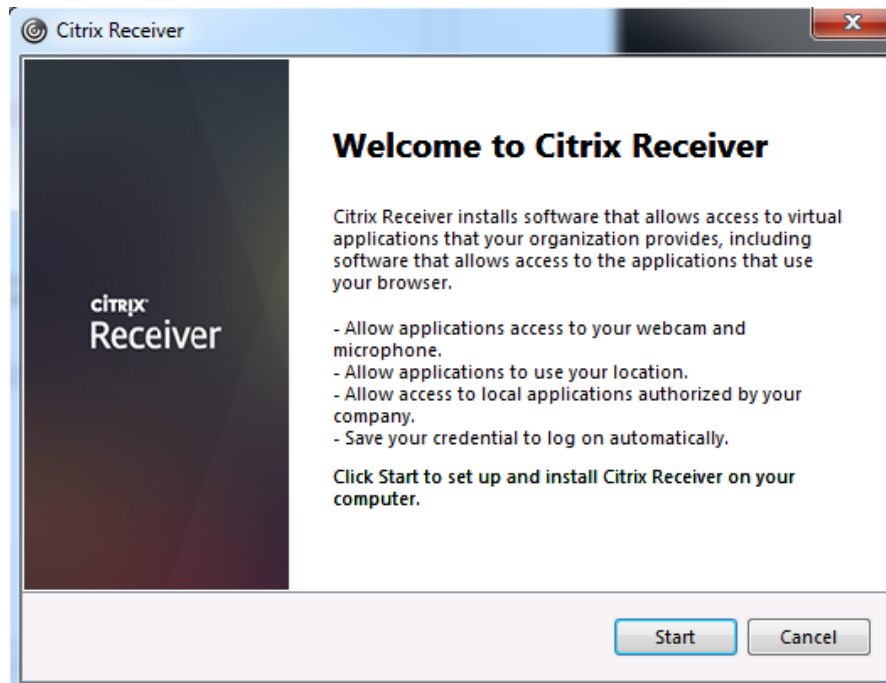 Citrix Receiver
Welcome to Citrix Receiver
Citrix Receiver installs software that allows access to virtual
applications that your organization provides, including
software that allows access to the applications that use
your browser.
- Allow applications access to your webcam and
microphone.
- Allow applications to use your location.
- Allow access to local applications authorized by your
company.
- Save your credential to log on automatically.
Click Start to set up and install Citrix Receiver on your
computer.
CİTRIX
Receiver
Start Cancel